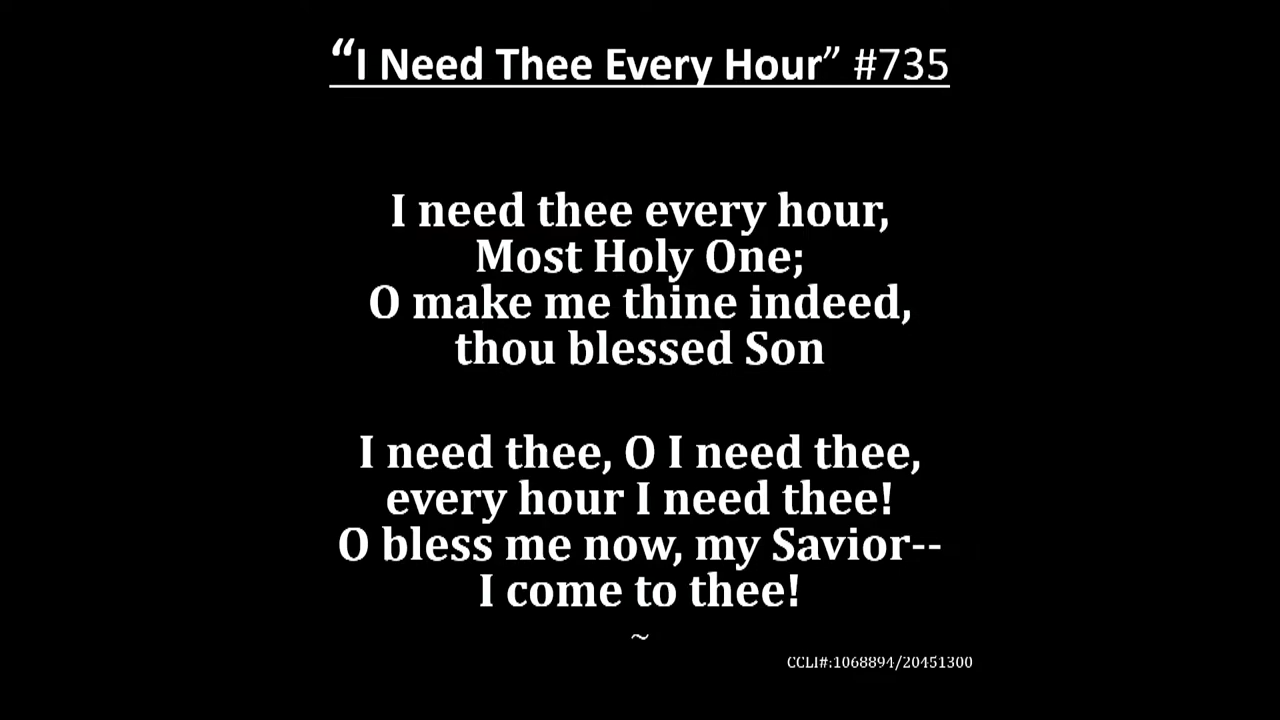 “I Need Thee Every Hour” #735
I need thee every hour,
Most Holy One;
O make me thine indeed,
thou blessed Son
I need thee, O I need thee,
every hour I need thee!
O bless me now, my Savior--
I come to thee!
~
CCLI#:1068894/20451300